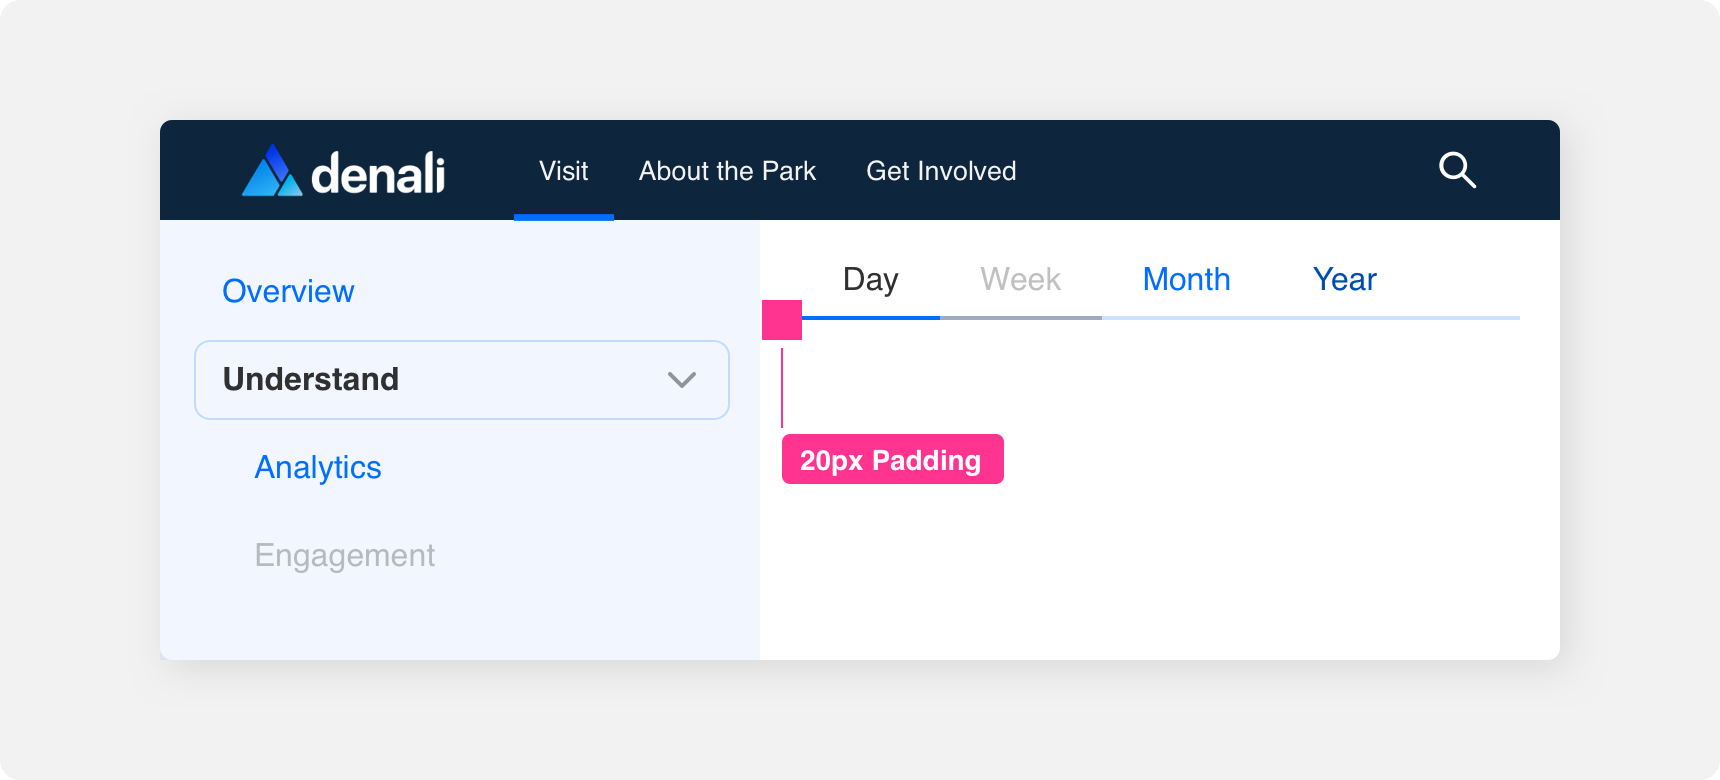 denali Visit About the Park Get Involved
Overview
Understand
Analytics
Engagement
Day Week Month Year
20px Padding